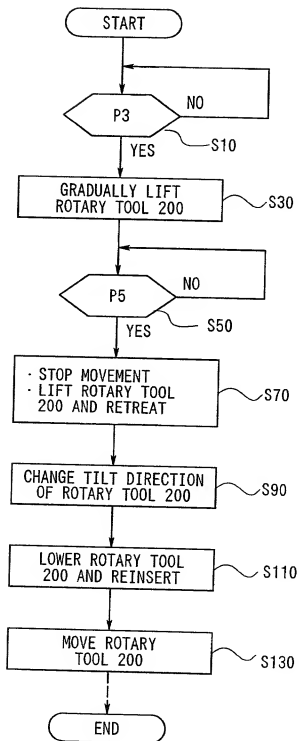 START
P3
NO
S10
YES
GRADUALLY LIFT
ROTARY TOOL 200
S30
P5
NO
S50
YES
· STOP MOVEMENT
· LIFT ROTARY TOOL
200 AND RETREAT
S70
CHANGE TILT DIRECTION
OF ROTARY TOOL 200
S90
LOWER ROTARY TOOL
200 AND REINSERT
S110
MOVE ROTARY
TOOL 200
S130
END